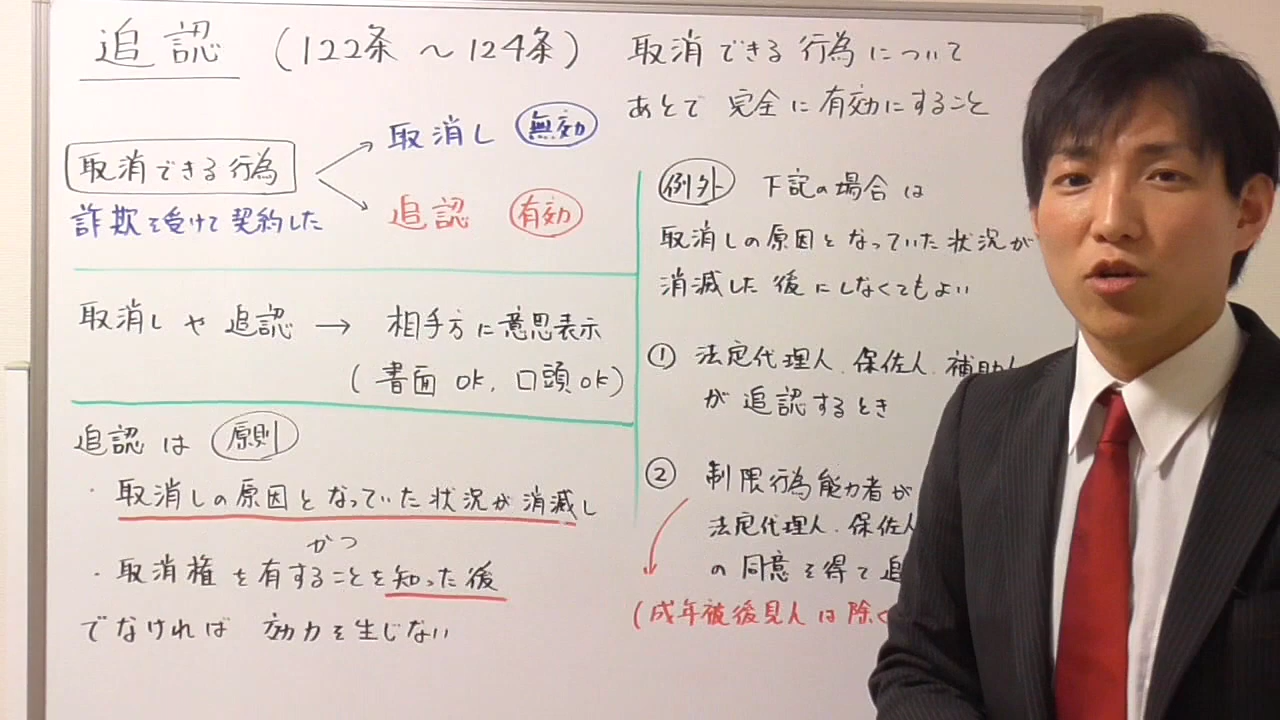 追認 (122条 〜 124条)
取消できる行為について
あとで 完全に有効にすること
取消できる行為
取消し 無効
追認 有効
詐欺を受けて契約した
取消しや追認 → 相手方に意思表示
(書面OK, 口頭OK)
追認は 原則
・取消しの原因となっていた状況が消滅し
かつ
・取消権を有することを知った後
でなければ 効力を生じない
例外 下記の場合は
取消しの原因となっていた状況が
消滅した後にしなくてもよい
① 法定代理人.保佐人.補助人
が追認するとき
② 制限行為能力者が
法定代理人.保佐人
の同意を得て追
(成年被後見人は除く